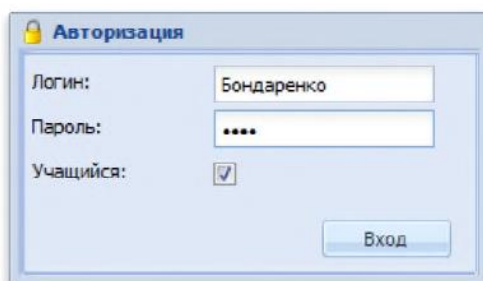 Авторизация
Логин: Бондаренко
Пароль: ••••
Учащийся:
Вход